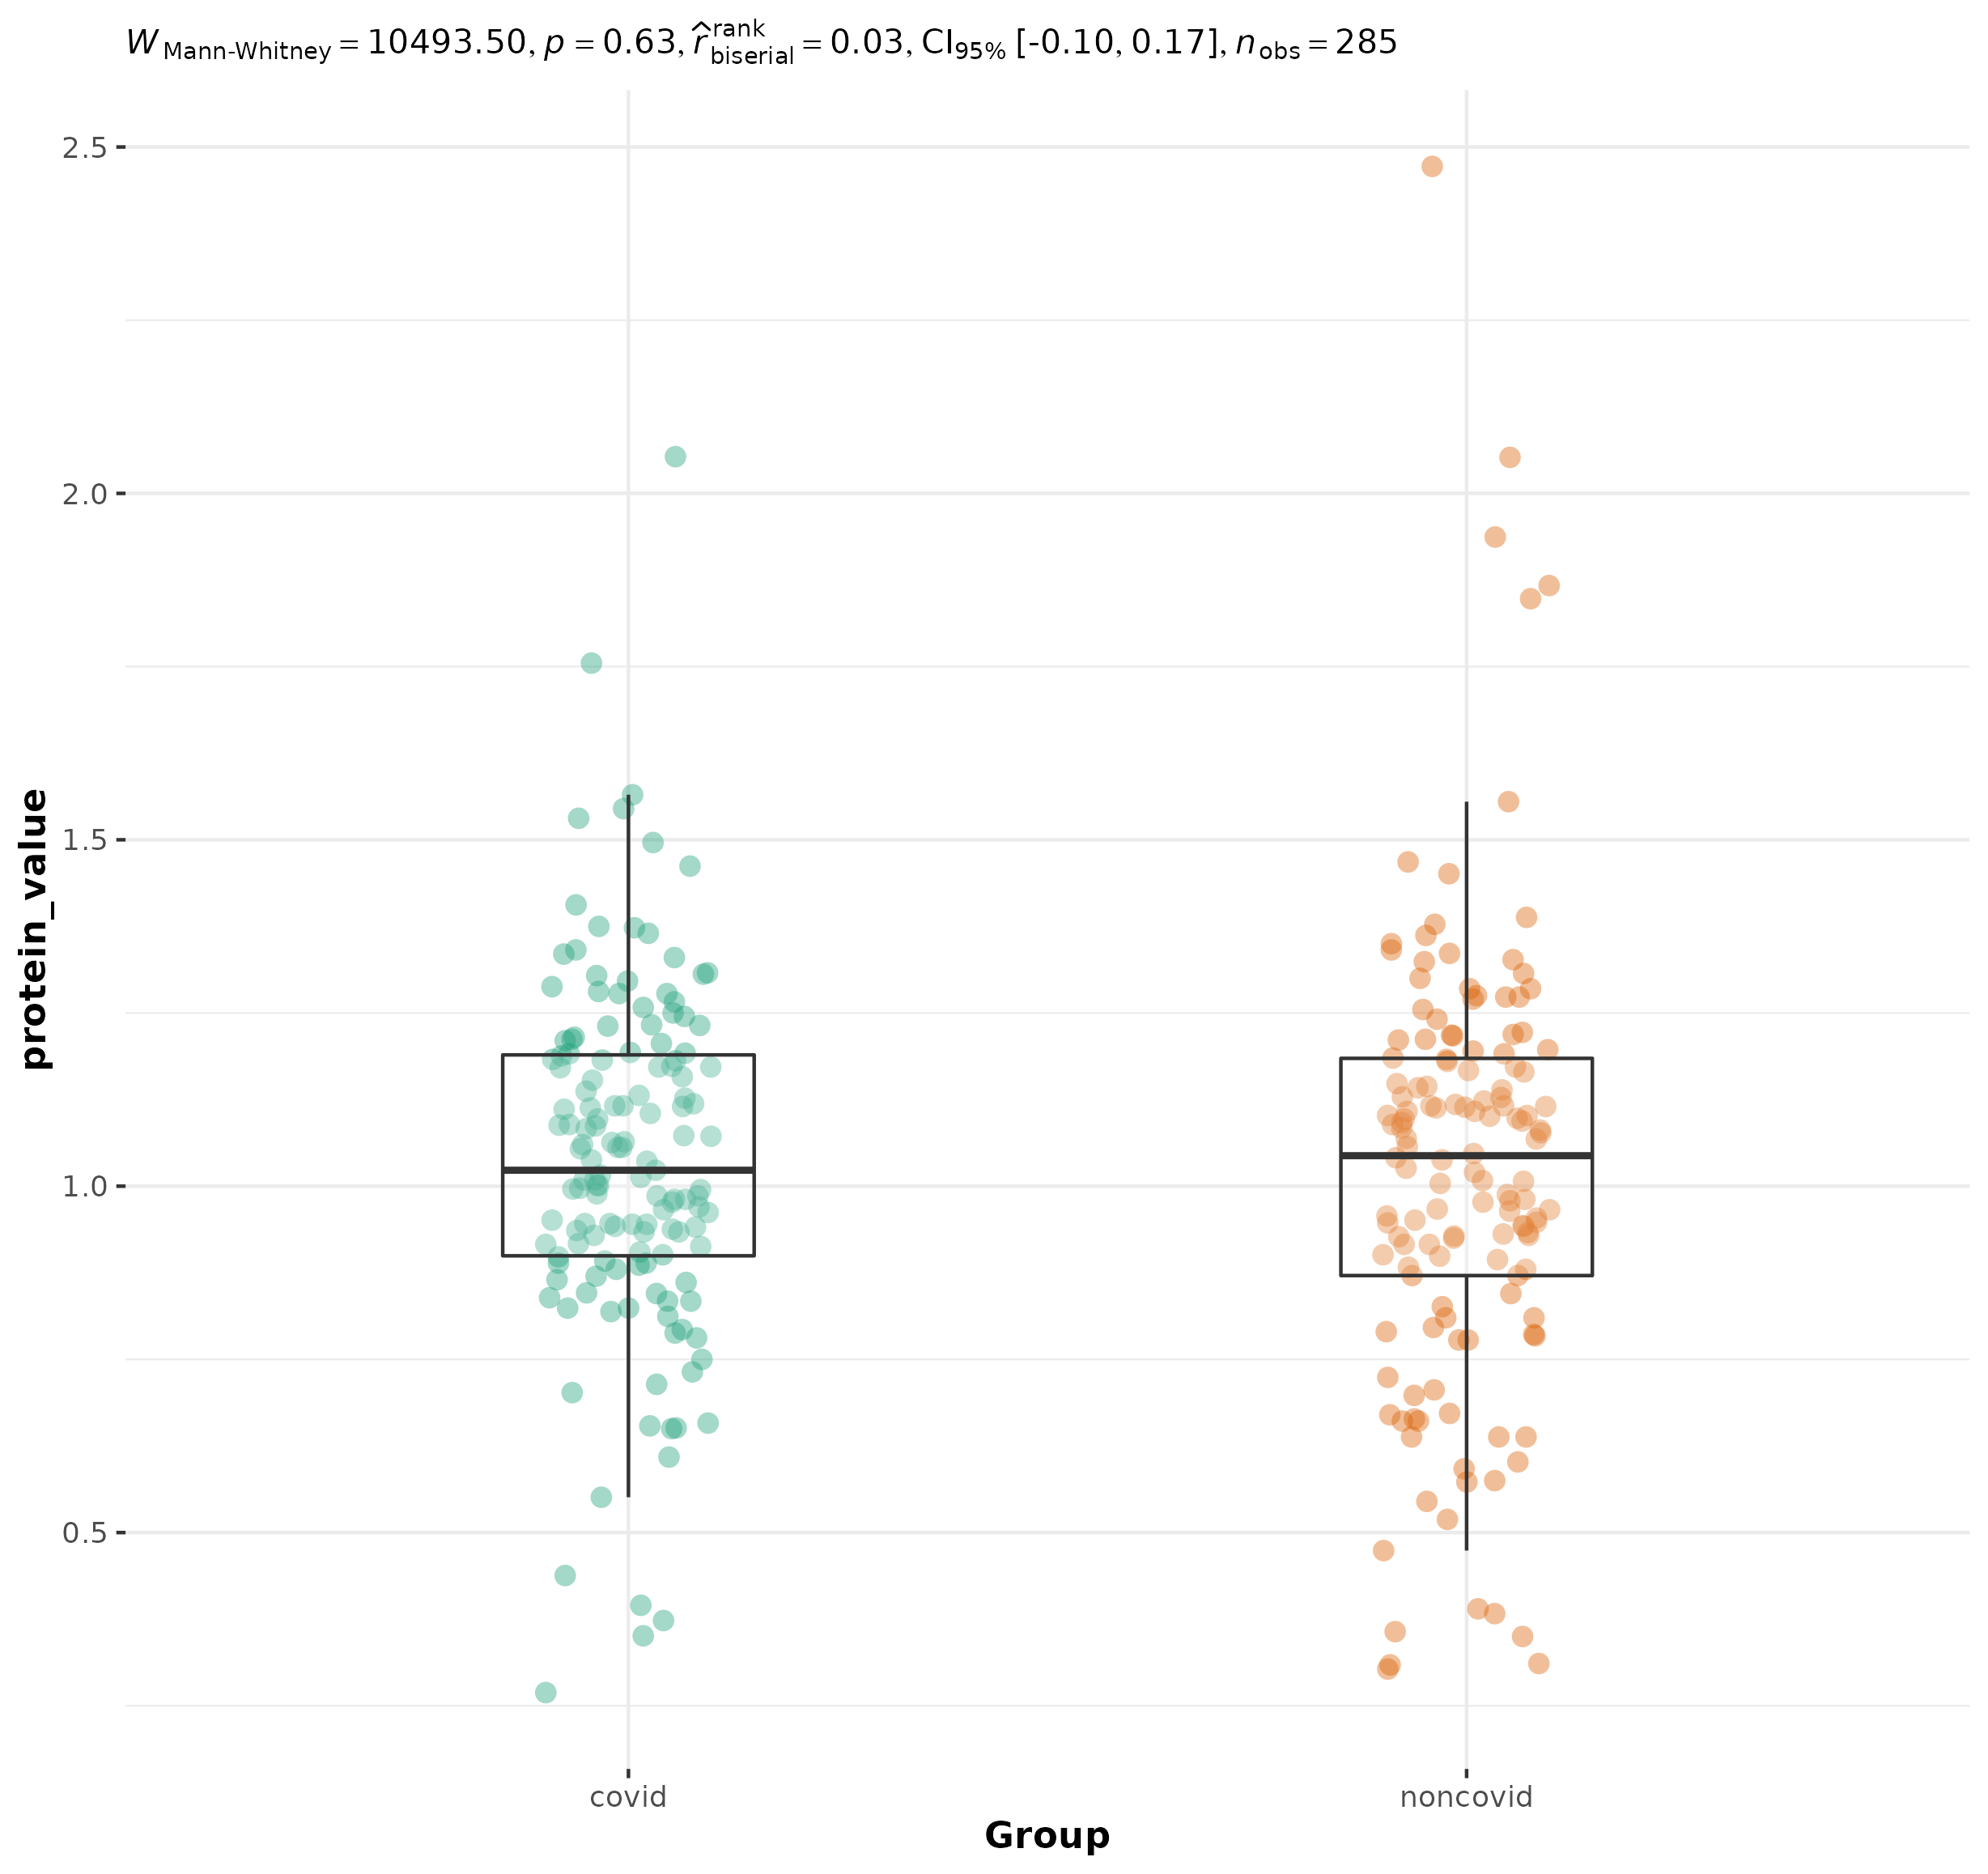 W Mann-Whitney = 10493.50, p = 0.63, r̂ rank biserial = 0.03, CI95% [-0.10, 0.17], nobs = 285
2.5
2.0
1.5
1.0
0.5
protein_value
covid noncovid
Group